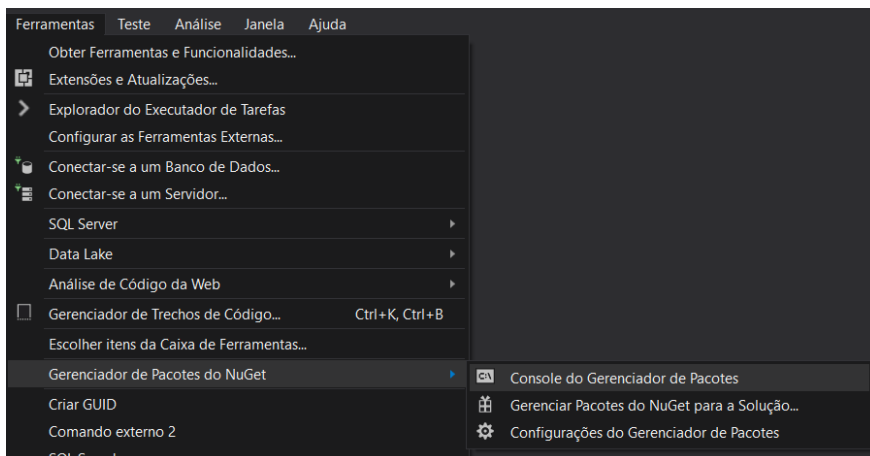 Ferramentas Teste Análise Janela Ajuda
Obter Ferramentas e Funcionalidades...
Extensões e Atualizações...
Explorador do Executador de Tarefas
Configurar as Ferramentas Externas...
Conectar-se a um Banco de Dados...
Conectar-se a um Servidor...
SQL Server
Data Lake
Análise de Código da Web
Gerenciador de Trechos de Código... Ctrl+K, Ctrl+B
Escolher itens da Caixa de Ferramentas...
Gerenciador de Pacotes do NuGet
C:\ Console do Gerenciador de Pacotes
Gerenciar Pacotes do NuGet para a Solução...
Configurações do Gerenciador de Pacotes
Criar GUID
Comando externo 2